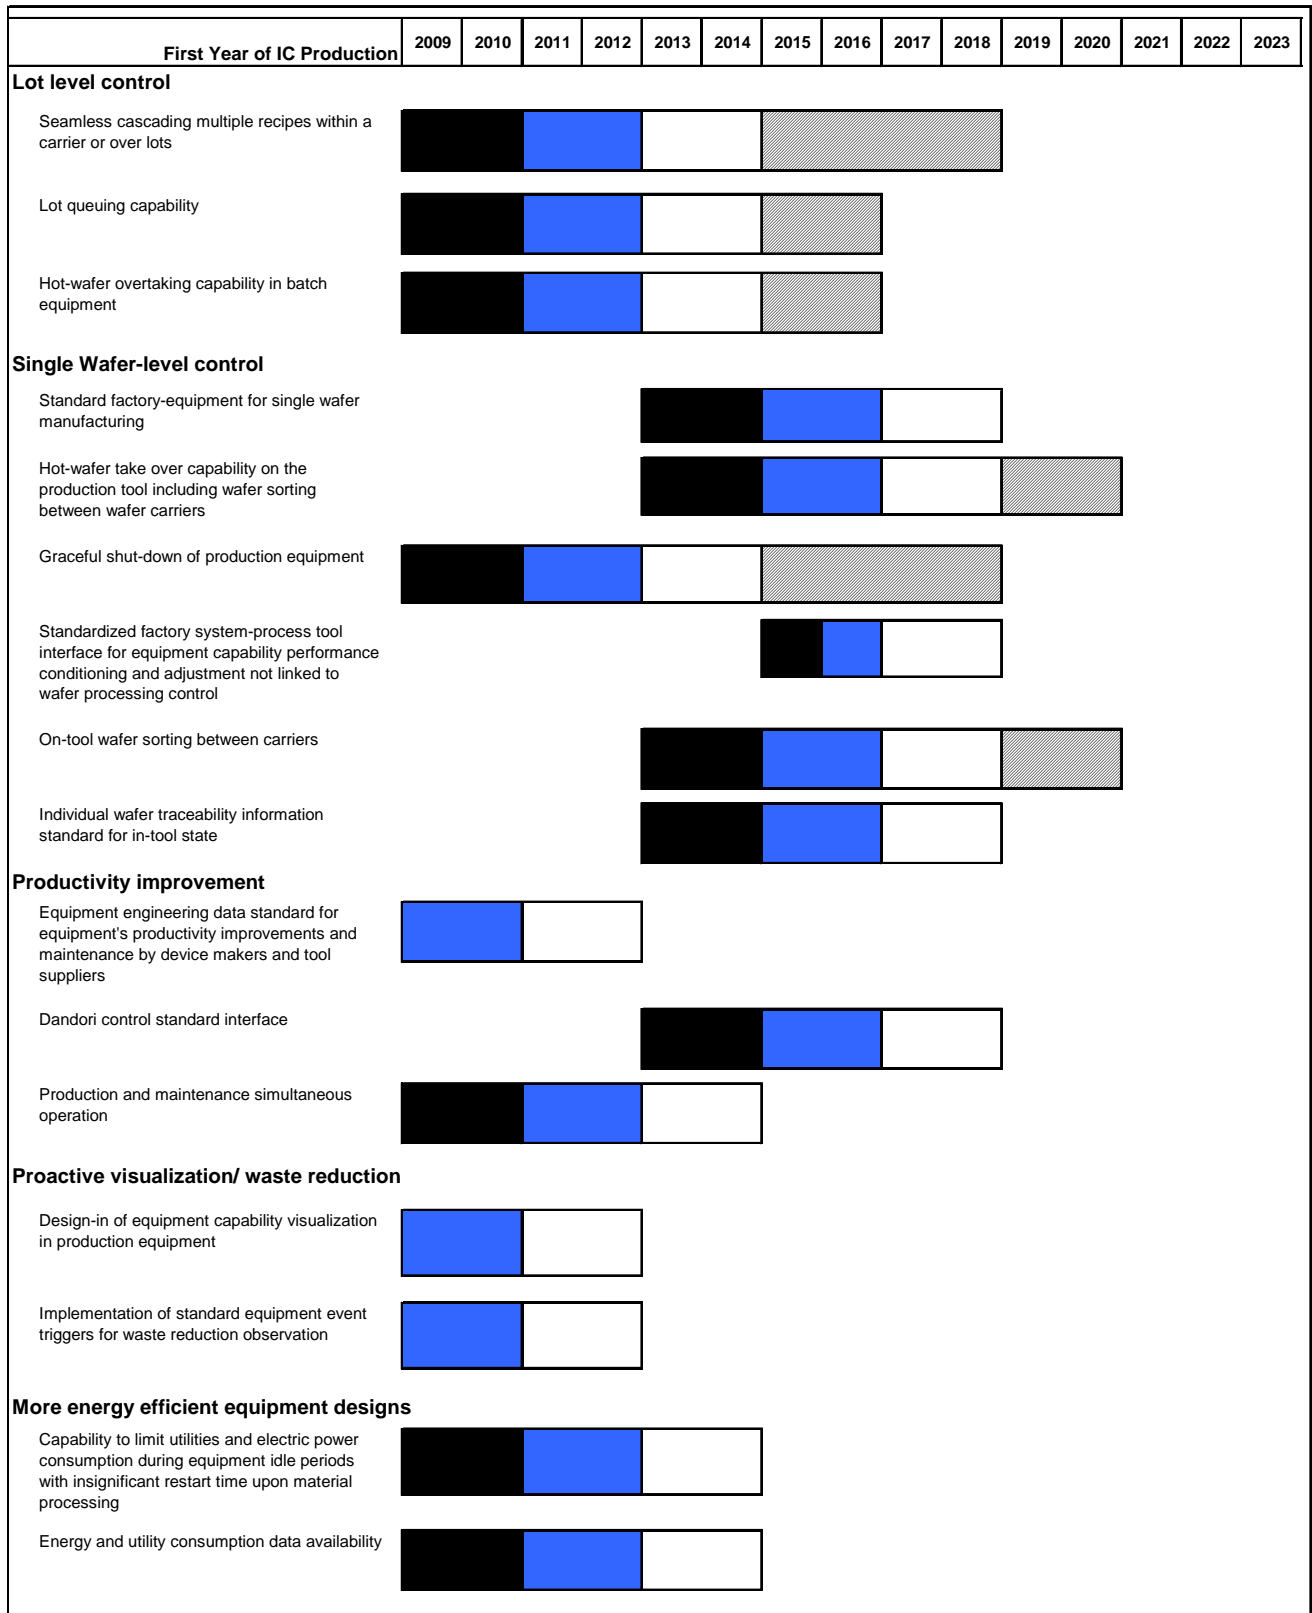 First Year of IC Production 2009 2010 2011 2012 2013 2014 2015 2016 2017 2018 2019 2020 2021 2022 2023
Lot level control
Seamless cascading multiple recipes within a
carrier or over lots
Lot queuing capability
Hot-wafer overtaking capability in batch
equipment
Single Wafer-level control
Standard factory-equipment for single wafer
manufacturing
Hot-wafer take over capability on the
production tool including wafer sorting
between wafer carriers
Graceful shut-down of production equipment
Standardized factory system-process tool
interface for equipment capability performance
conditioning and adjustment not linked to
wafer processing control
On-tool wafer sorting between carriers
Individual wafer traceability information
standard for in-tool state
Productivity improvement
Equipment engineering data standard for
equipment's productivity improvements and
maintenance by device makers and tool
suppliers
Dandori control standard interface
Production and maintenance simultaneous
operation
Proactive visualization/ waste reduction
Design-in of equipment capability visualization
in production equipment
Implementation of standard equipment event
triggers for waste reduction observation
More energy efficient equipment designs
Capability to limit utilities and electric power
consumption during equipment idle periods
with insignificant restart time upon material
processing
Energy and utility consumption data availability